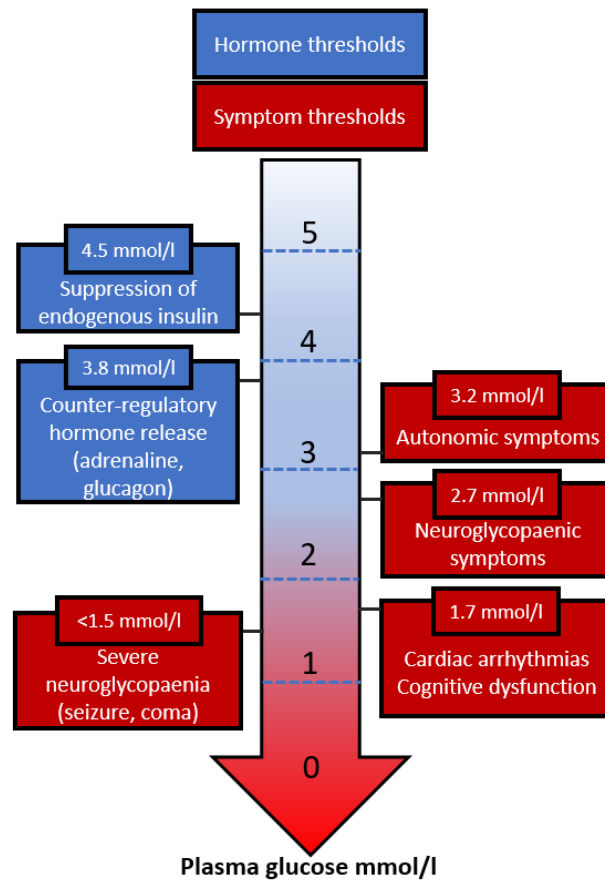 Hormone thresholds
Symptom thresholds
5
4.5 mmol/l
Suppression of
endogenous insulin
4
3.8 mmol/l
Counter-regulatory
hormone release
(adrenaline,
glucagon)
3.2 mmol/l
Autonomic symptoms
3
2.7 mmol/l
Neuroglycopaenic
symptoms
2
<1.5 mmol/l
Severe
neuroglycopaenia
(seizure, coma)
1.7 mmol/l
Cardiac arrhythmias
Cognitive dysfunction
1
0
Plasma glucose mmol/l